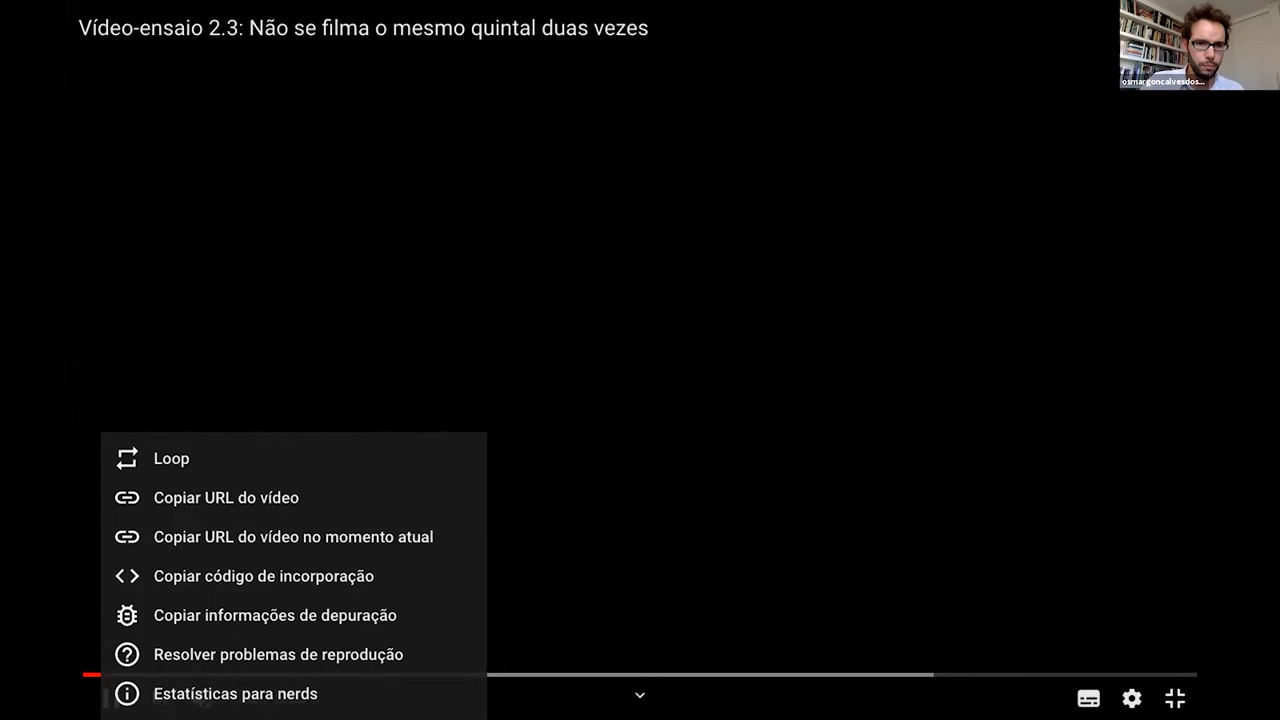 Vídeo-ensaio 2.3: Não se filma o mesmo quintal duas vezes
osmargoncalvesdos...
Loop
Copiar URL do vídeo
Copiar URL do vídeo no momento atual
Copiar código de incorporação
Copiar informações de depuração
Resolver problemas de reprodução
Estatísticas para nerds